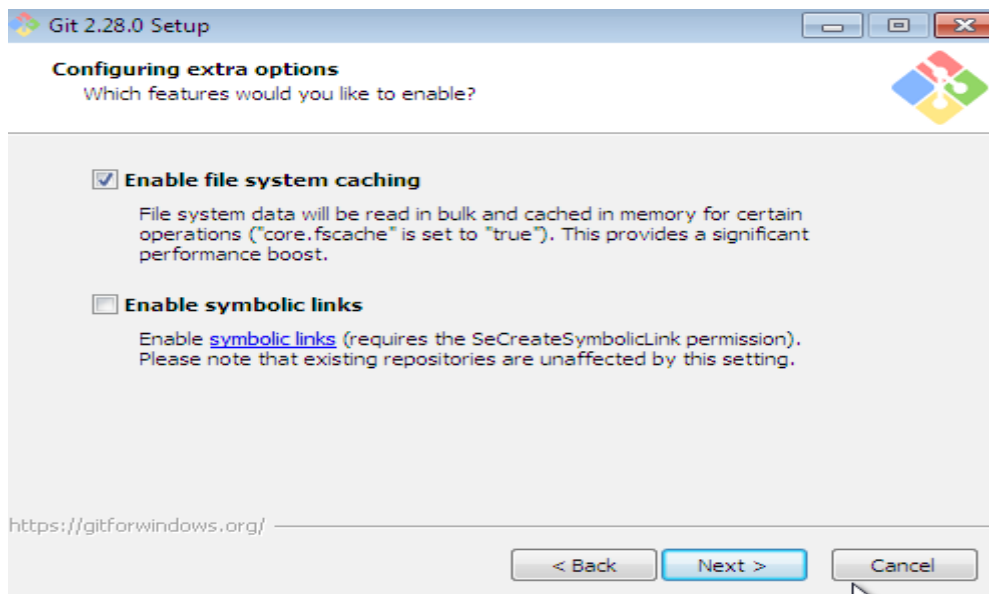 Git 2.28.0 Setup
Configuring extra options
Which features would you like to enable?
Enable file system caching
File system data will be read in bulk and cached in memory for certain
operations ("core.fscache" is set to "true"). This provides a significant
performance boost.
Enable symbolic links
Enable symbolic links (requires the SeCreateSymbolicLink permission).
Please note that existing repositories are unaffected by this setting.
https://gitforwindows.org/
< Back
Next >
Cancel